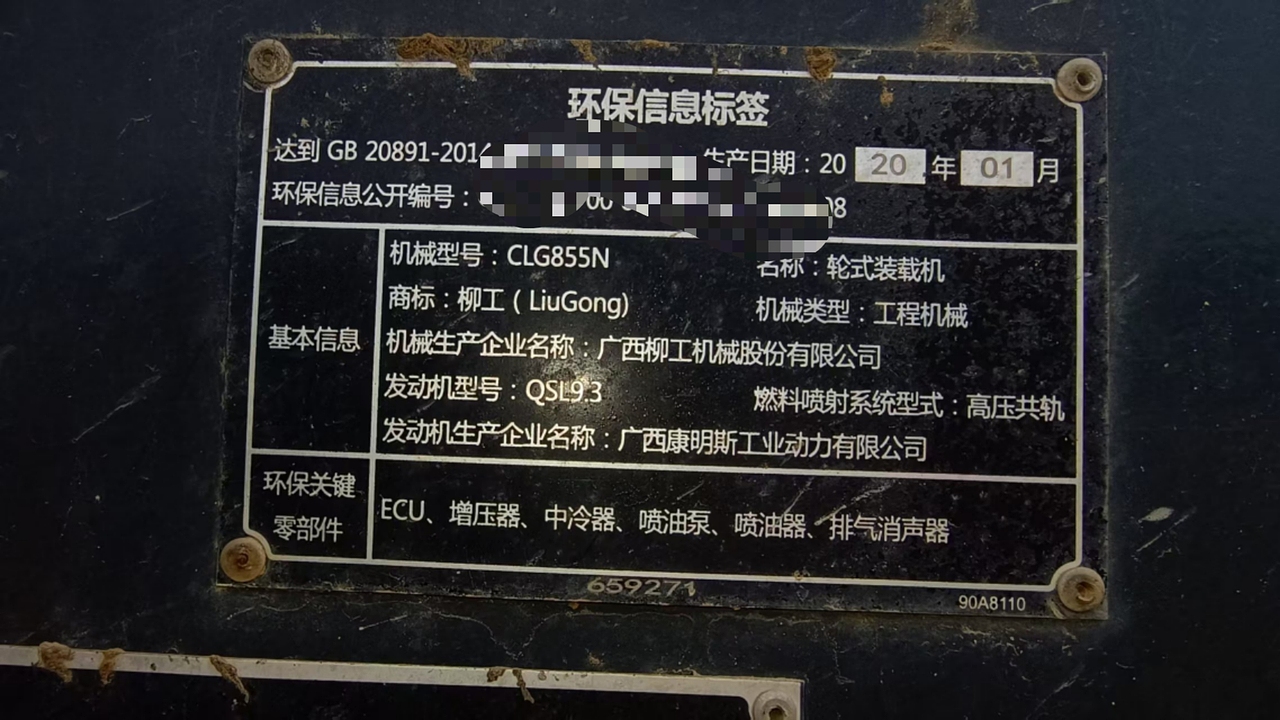 环保信息标签
达到 GB 20891-201 生产日期：20 20 年 01 月
环保信息公开编号：
机械型号：CLG855N 名称：轮式装载机
商标：柳工（LiuGong) 机械类型：工程机械
基本信息
机械生产企业名称：广西柳工机械股份有限公司
发动机型号：QSL9.3 燃料喷射系统型式：高压共轨
发动机生产企业名称：广西康明斯工业动力有限公司
环保关键
零部件
ECU、增压器、中冷器、喷油泵、喷油器、排气消声器
659271
90A8110